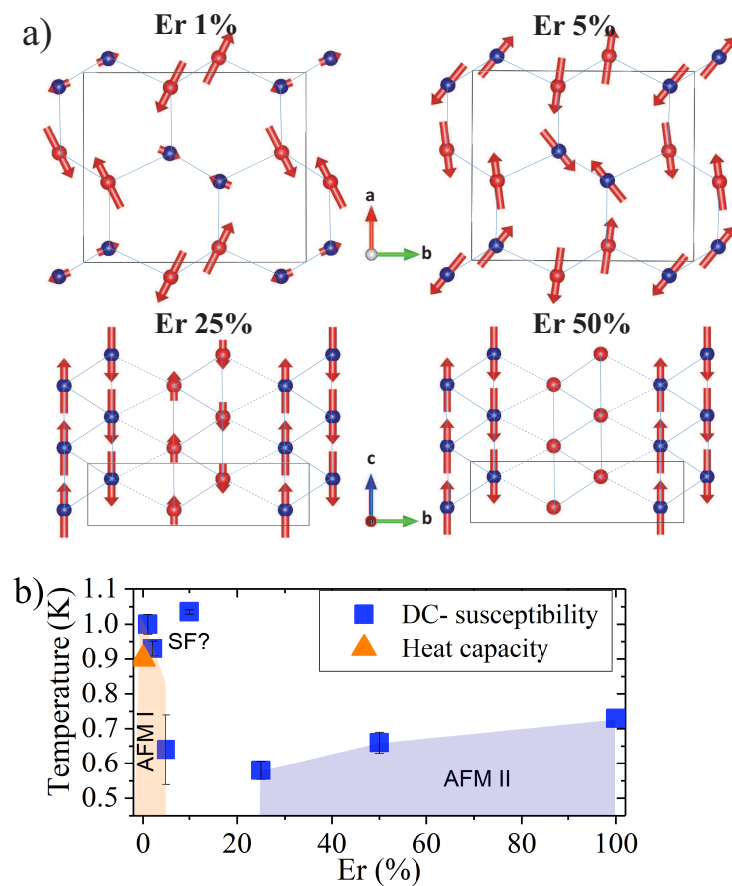 a)
Er 1%
Er 5%
a
b
Er 25%
Er 50%
c
b
b)
Temperature (K)
1.1
1.0
0.9
0.8
0.7
0.6
0.5
DC- susceptibility
Heat capacity
SF?
AFM I
AFM II
0
20
40
60
80
100
Er (%)